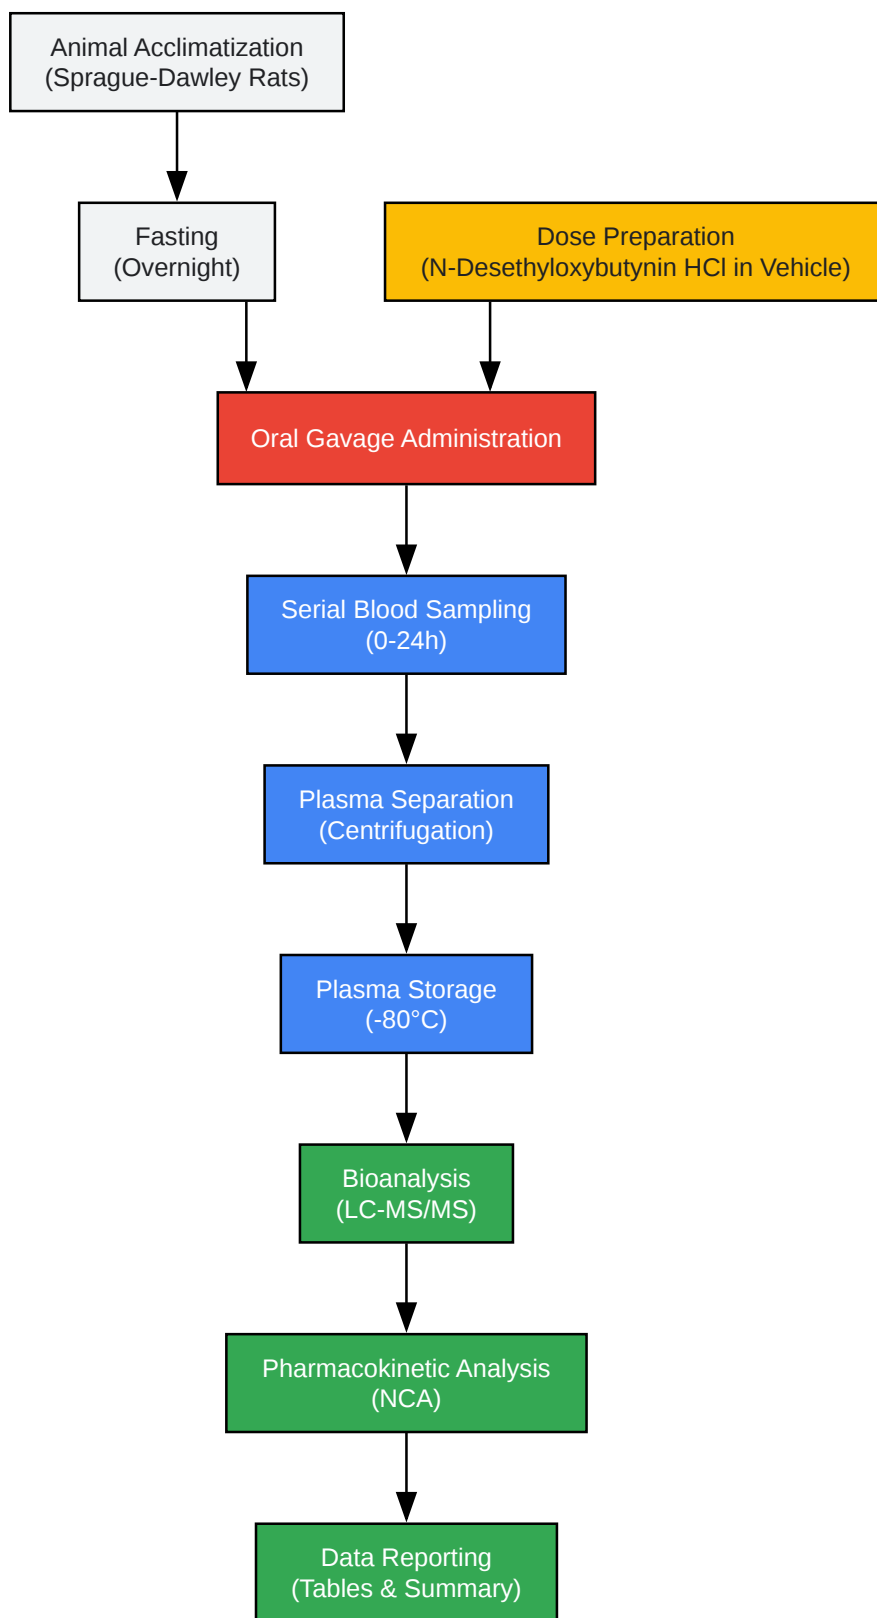 Animal Acclimatization
(Sprague-Dawley Rats)
Fasting
(Overnight)
Dose Preparation
(N-Desethyloxybutynin HCl in Vehicle)
Oral Gavage Administration
Serial Blood Sampling
(0-24h)
Plasma Separation
(Centrifugation)
Plasma Storage
(-80°C)
Bioanalysis
(LC-MS/MS)
Pharmacokinetic Analysis
(NCA)
Data Reporting
(Tables & Summary)